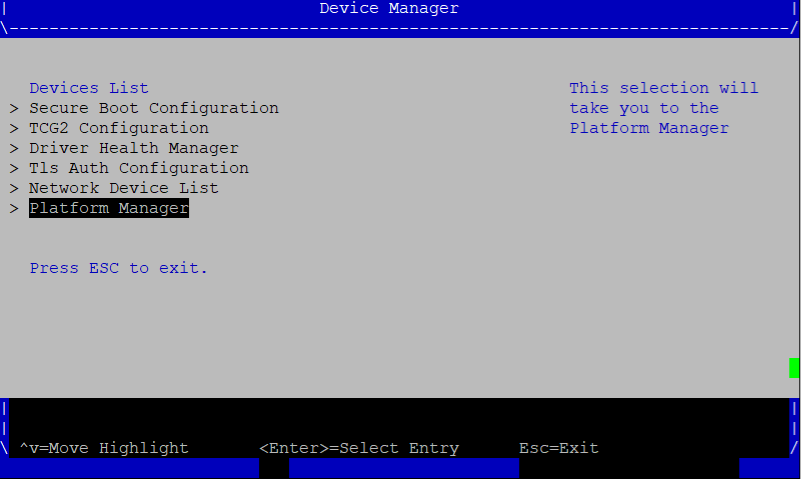 Device Manager
Devices List
> Secure Boot Configuration
> TCG2 Configuration
> Driver Health Manager
> Tls Auth Configuration
> Network Device List
> Platform Manager
This selection will
take you to the
Platform Manager
Press ESC to exit.
^v=Move Highlight <Enter>=Select Entry Esc=Exit